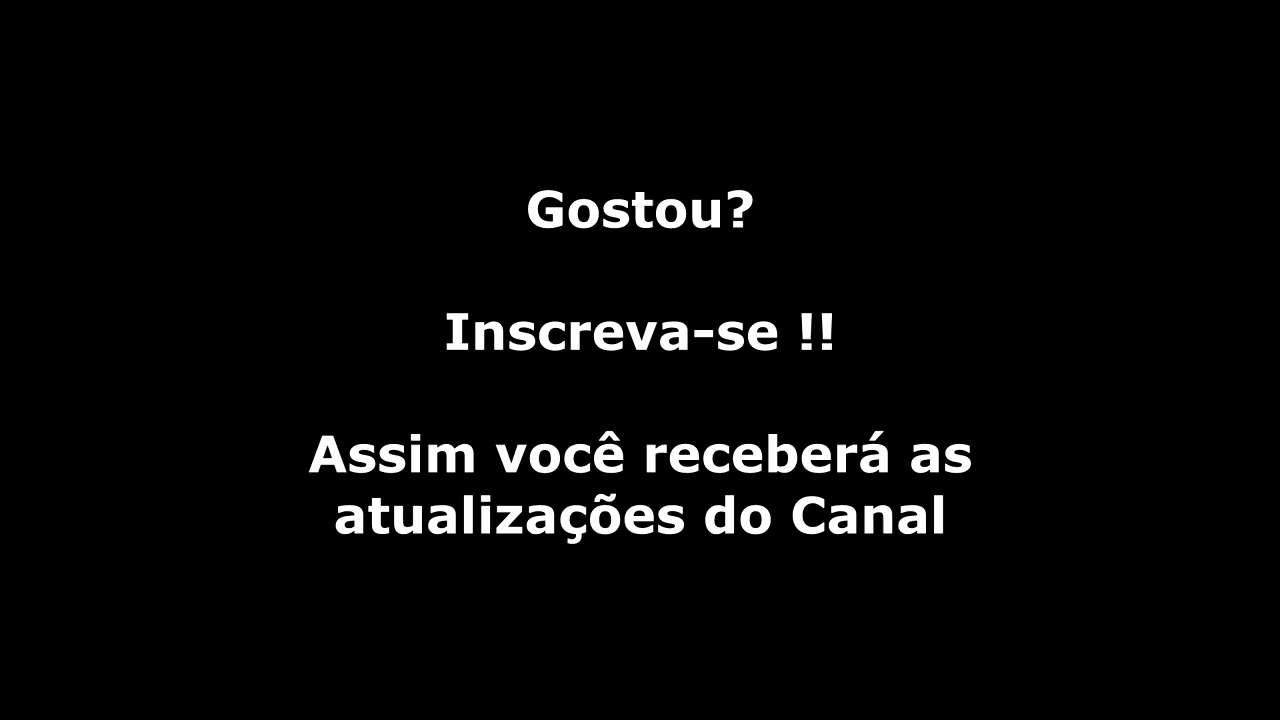 Gostou?
Inscreva-se !!
Assim você receberá as
atualizações do Canal